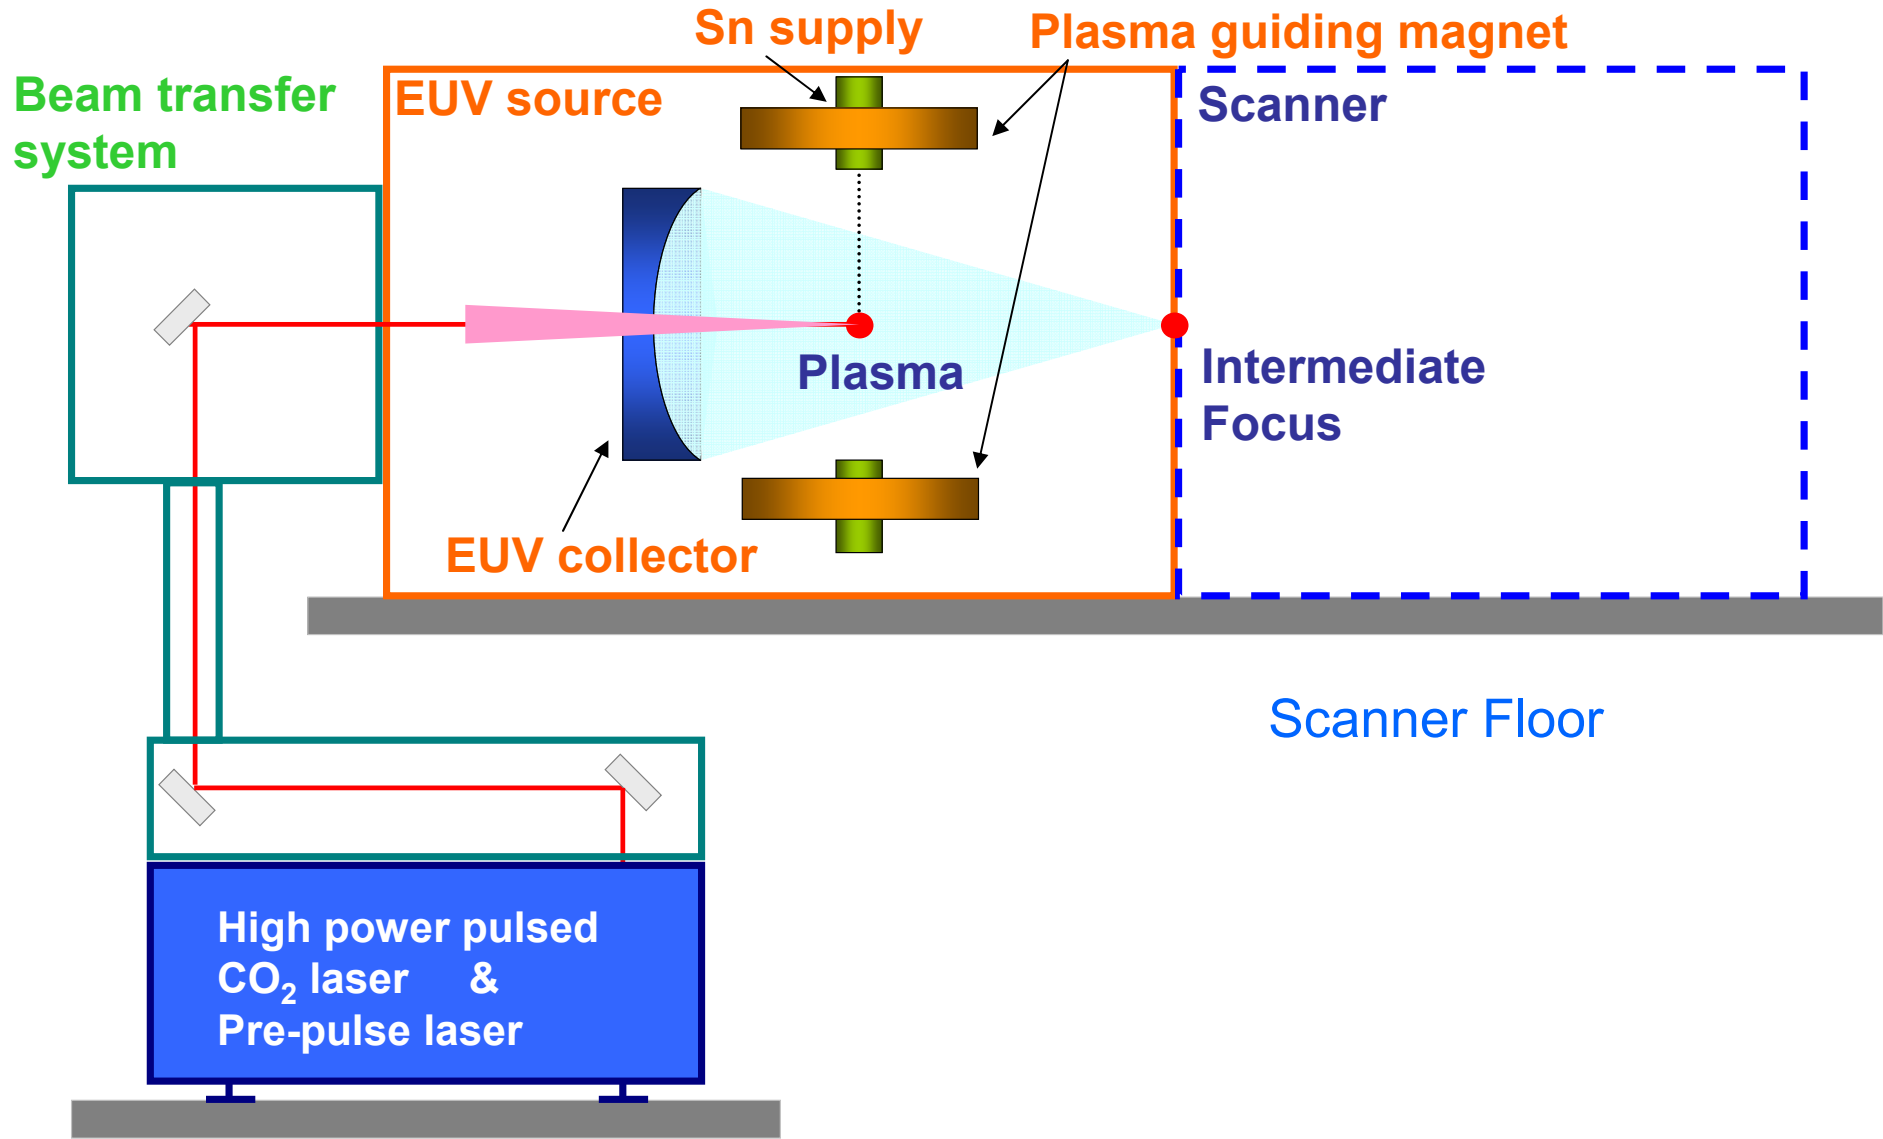 Sn supply
Plasma guiding magnet
Beam transfer
system
EUV source
Scanner
Plasma
Intermediate
Focus
EUV collector
Scanner Floor
High power pulsed
CO₂ laser &
Pre-pulse laser